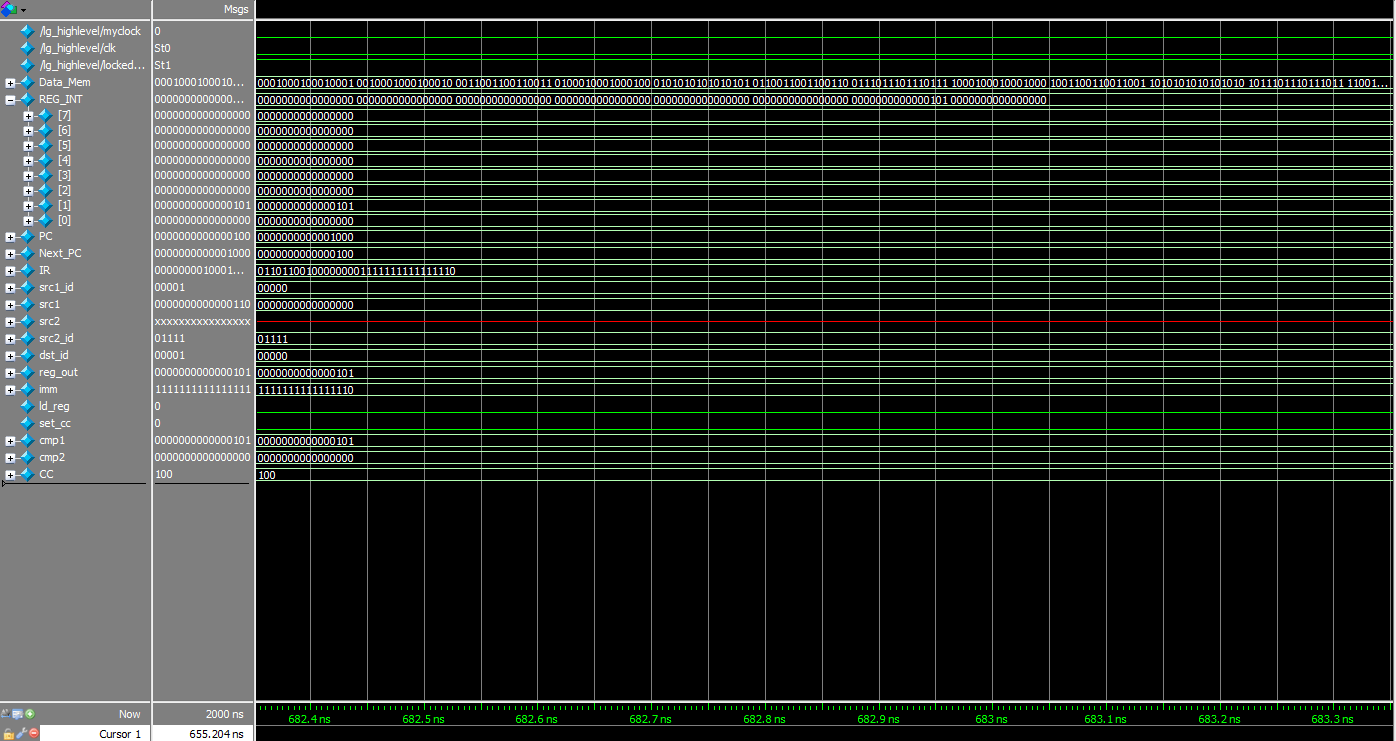 Msgs
/lg_highlevel/myclock 0
/lg_highlevel/clk St0
/lg_highlevel/locked... St1
Data_Mem 0001000100010... 0001000100010001 0010001000100010 0011001100110011 0100010001000100 0101010101010101 0110011001100110 0111011101110111 1000100010001000 1001100110011001 1010101010101010 1011101110111011 11001...
REG_INT 0000000000000... 0000000000000000 0000000000000000 0000000000000000 0000000000000000 0000000000000000 0000000000000000 0000000000000101 0000000000000000
[7] 0000000000000000 0000000000000000
[6] 0000000000000000 0000000000000000
[5] 0000000000000000 0000000000000000
[4] 0000000000000000 0000000000000000
[3] 0000000000000000 0000000000000000
[2] 0000000000000000 0000000000000000
[1] 0000000000000101 0000000000000101
[0] 0000000000000000 0000000000000000
PC 0000000000000100 0000000000001000
Next_PC 0000000000001000 0000000000000100
IR 0000000010001... 01101100100000000111111111111110
src1_id 00001 00000
src1 0000000000000110 0000000000000000
src2 xxxxxxxxxxxxxxxx
src2_id 01111 01111
dst_id 00001 00000
reg_out 0000000000000101 0000000000000101
imm 1111111111111111 1111111111111110
ld_reg 0
set_cc 0
cmp1 0000000000000101 0000000000000101
cmp2 0000000000000000 0000000000000000
CC 100 100
Now 2000 ns 682.4 ns 682.5 ns 682.6 ns 682.7 ns 682.8 ns 682.9 ns 683 ns 683.1 ns 683.2 ns 683.3 ns
Cursor 1 655.204 ns